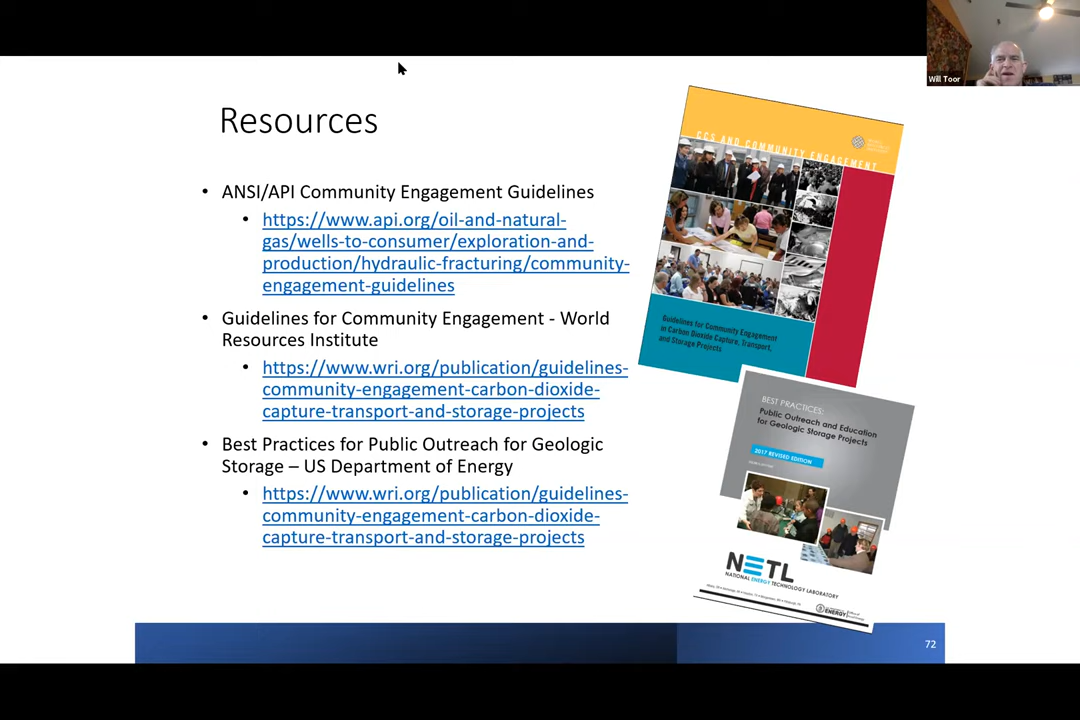 Will Toor
Resources
• ANSI/API Community Engagement Guidelines
• https://www.api.org/oil-and-natural-
gas/wells-to-consumer/exploration-and-
production/hydraulic-fracturing/community-
engagement-guidelines
• Guidelines for Community Engagement - World
Resources Institute
• https://www.wri.org/publication/guidelines-
community-engagement-carbon-dioxide-
capture-transport-and-storage-projects
• Best Practices for Public Outreach for Geologic
Storage – US Department of Energy
• https://www.wri.org/publication/guidelines-
community-engagement-carbon-dioxide-
capture-transport-and-storage-projects
CCS AND COMMUNITY ENGAGEMENT
Guidelines for Community Engagement
in Carbon Dioxide Capture, Transport,
and Storage Projects
BEST PRACTICES:
Public Outreach and Education
for Geologic Storage Projects
2017 REVISED EDITION
NETL
NATIONAL ENERGY TECHNOLOGY LABORATORY
ENERGY
72